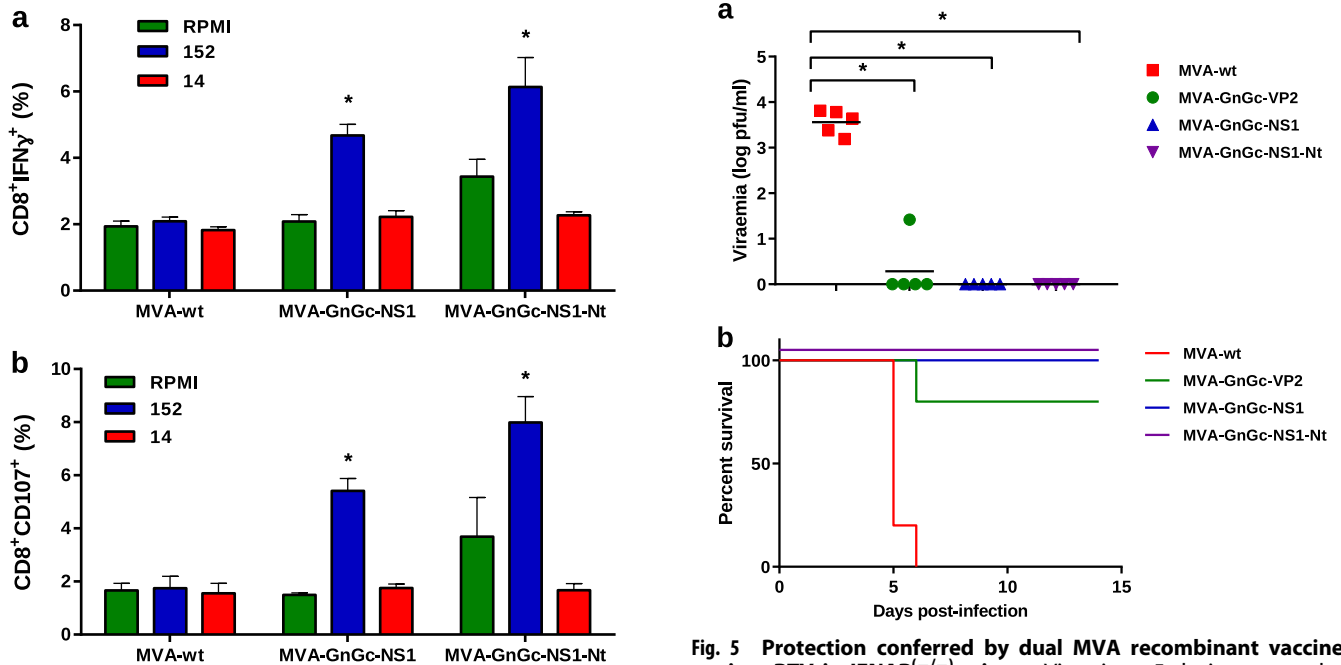 a
RPMI
152
14
CD8+IFNγ+ (%)
8
6
4
2
0
*
*
MVA-wt
MVA-GnGc-NS1
MVA-GnGc-NS1-Nt
b
RPMI
152
14
CD8+CD107+ (%)
10
8
6
4
2
0
*
*
MVA-wt
MVA-GnGc-NS1
MVA-GnGc-NS1-Nt
a
*
*
*
Viraemia (log pfu/ml)
5
4
3
2
1
0
MVA-wt
MVA-GnGc-VP2
MVA-GnGc-NS1
MVA-GnGc-NS1-Nt
b
Percent survival
100
50
0
0
5
10
15
Days post-infection
MVA-wt
MVA-GnGc-VP2
MVA-GnGc-NS1
MVA-GnGc-NS1-Nt
Fig. 5 Protection conferred by dual MVA recombinant vaccine